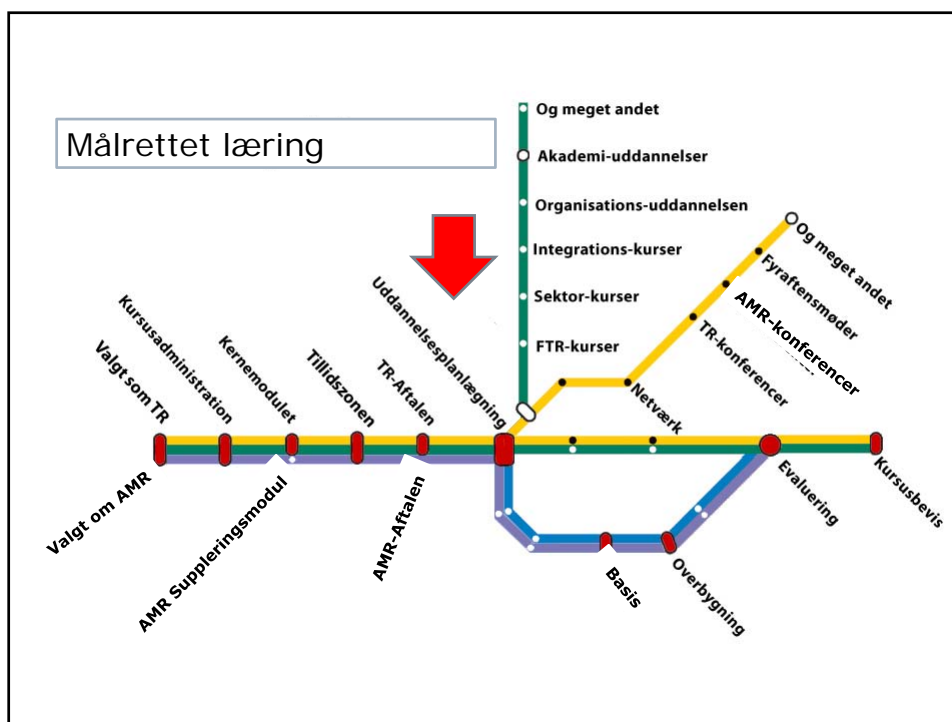 Målrettet læring
Og meget andet
Akademi-uddannelser
Organisations-uddannelsen
Integrations-kurser
Sektor-kurser
FTR-kurser
Og meget andet
Fyraftensmøder
AMR-konferencer
TR-konferencer
Netværk
Valgt som TR
Kursusadministration
Kernemodulet
Tillidszonen
TR-Aftalen
Uddannelsesplanlægning
Valgt om AMR
AMR Suppleringsmodul
AMR-Aftalen
Basis
Overbygning
Evaluering
Kursusbevis